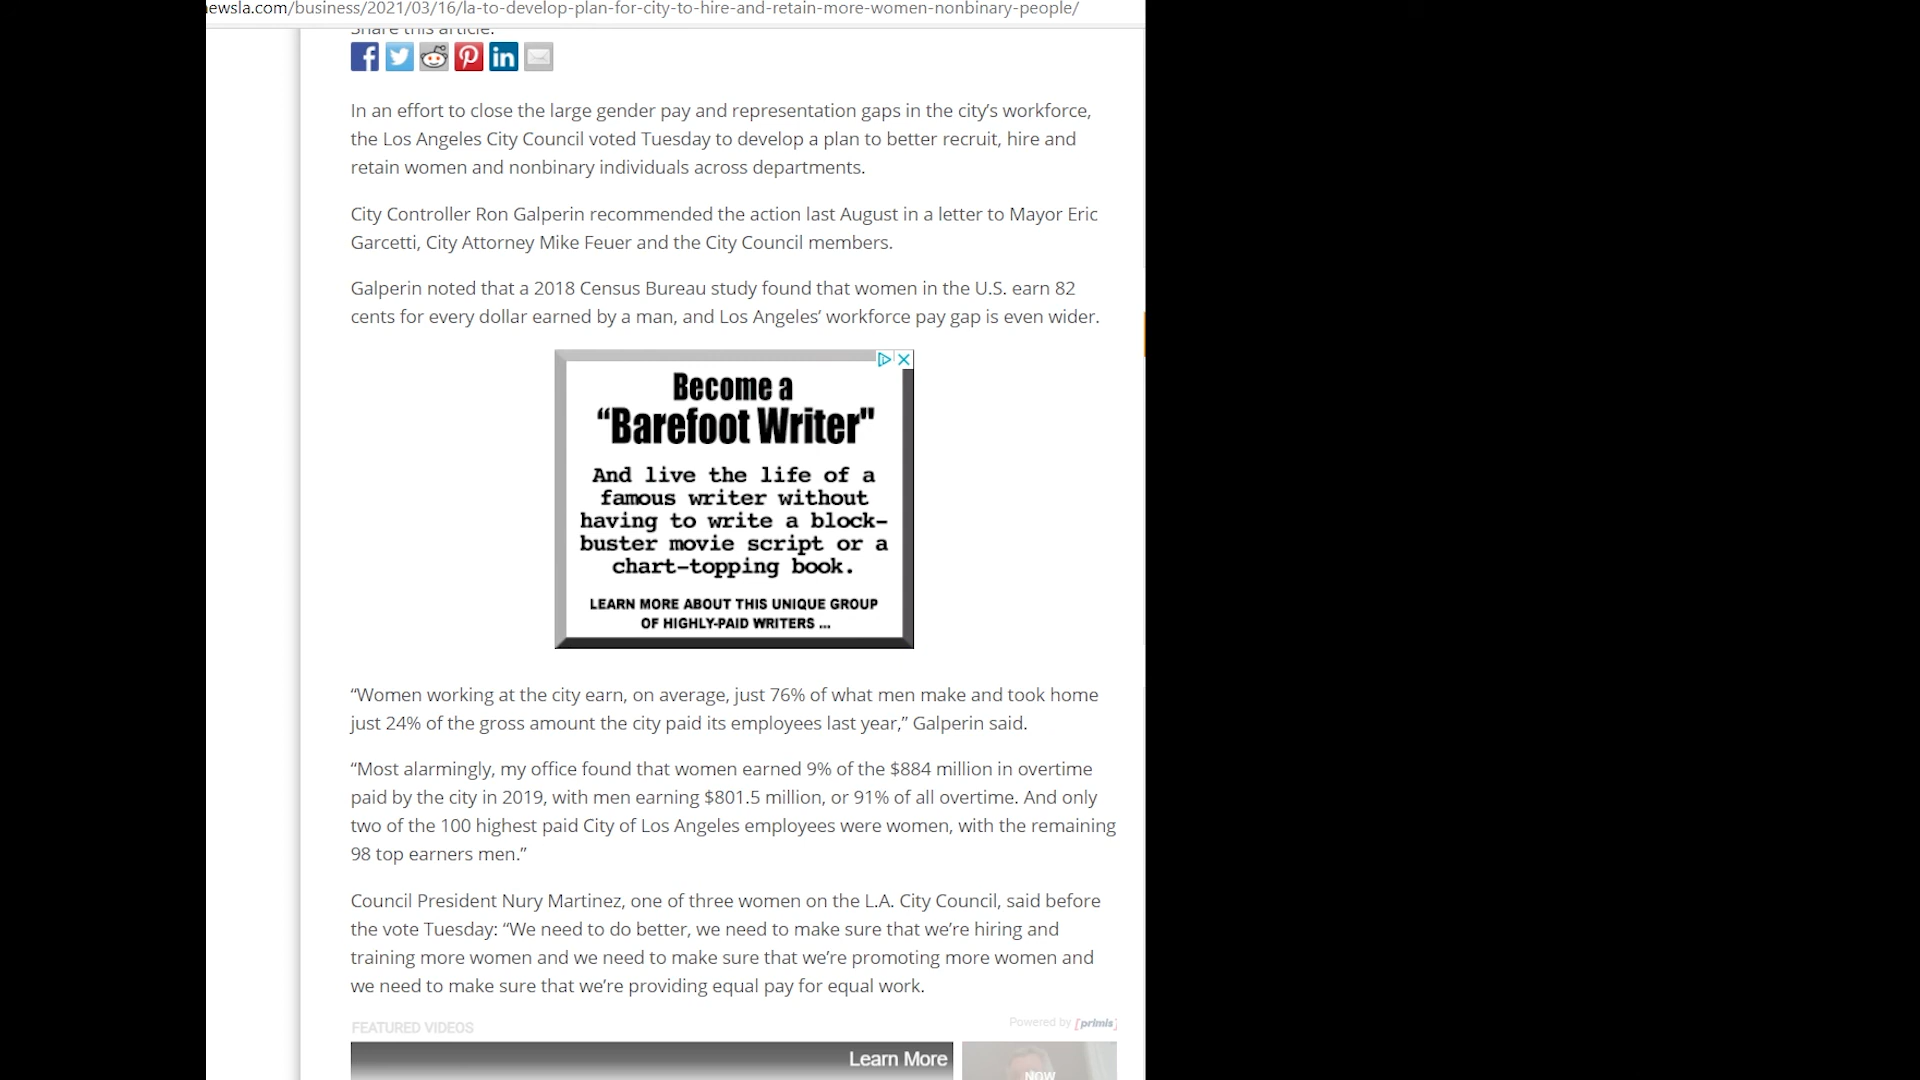 ewsla.com/business/2021/03/16/la-to-develop-plan-for-city-to-hire-and-retain-more-women-nonbinary-people/
Share this article:
In an effort to close the large gender pay and representation gaps in the city’s workforce,
the Los Angeles City Council voted Tuesday to develop a plan to better recruit, hire and
retain women and nonbinary individuals across departments.
City Controller Ron Galperin recommended the action last August in a letter to Mayor Eric
Garcetti, City Attorney Mike Feuer and the City Council members.
Galperin noted that a 2018 Census Bureau study found that women in the U.S. earn 82
cents for every dollar earned by a man, and Los Angeles’ workforce pay gap is even wider.
Become a
“Barefoot Writer"
And live the life of a
famous writer without
having to write a block-
buster movie script or a
chart-topping book.
LEARN MORE ABOUT THIS UNIQUE GROUP
OF HIGHLY-PAID WRITERS ...
“Women working at the city earn, on average, just 76% of what men make and took home
just 24% of the gross amount the city paid its employees last year,” Galperin said.
“Most alarmingly, my office found that women earned 9% of the $884 million in overtime
paid by the city in 2019, with men earning $801.5 million, or 91% of all overtime. And only
two of the 100 highest paid City of Los Angeles employees were women, with the remaining
98 top earners men.”
Council President Nury Martinez, one of three women on the L.A. City Council, said before
the vote Tuesday: “We need to do better, we need to make sure that we’re hiring and
training more women and we need to make sure that we’re promoting more women and
we need to make sure that we’re providing equal pay for equal work.
FEATURED VIDEOS
Powered by [primis]
Learn More
NOW